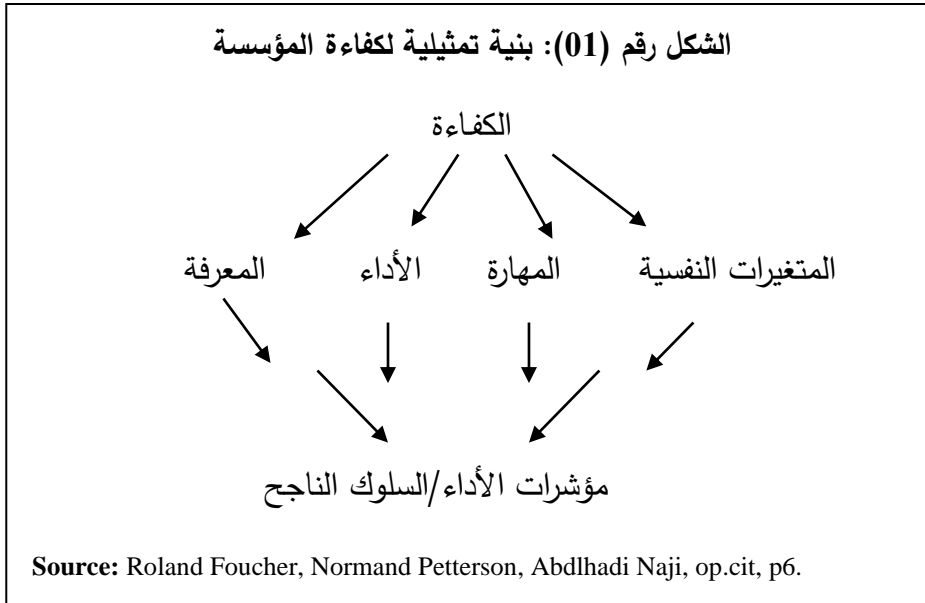 الشكل رقم (01): بنية تمثيلية لكفاءة المؤسسة
الكفاءة
المتغيرات النفسية المهارة الأداء المعرفة
مؤشرات الأداء/السلوك الناجح
Source: Roland Foucher, Normand Petterson, Abdlhadi Naji, op.cit, p6.